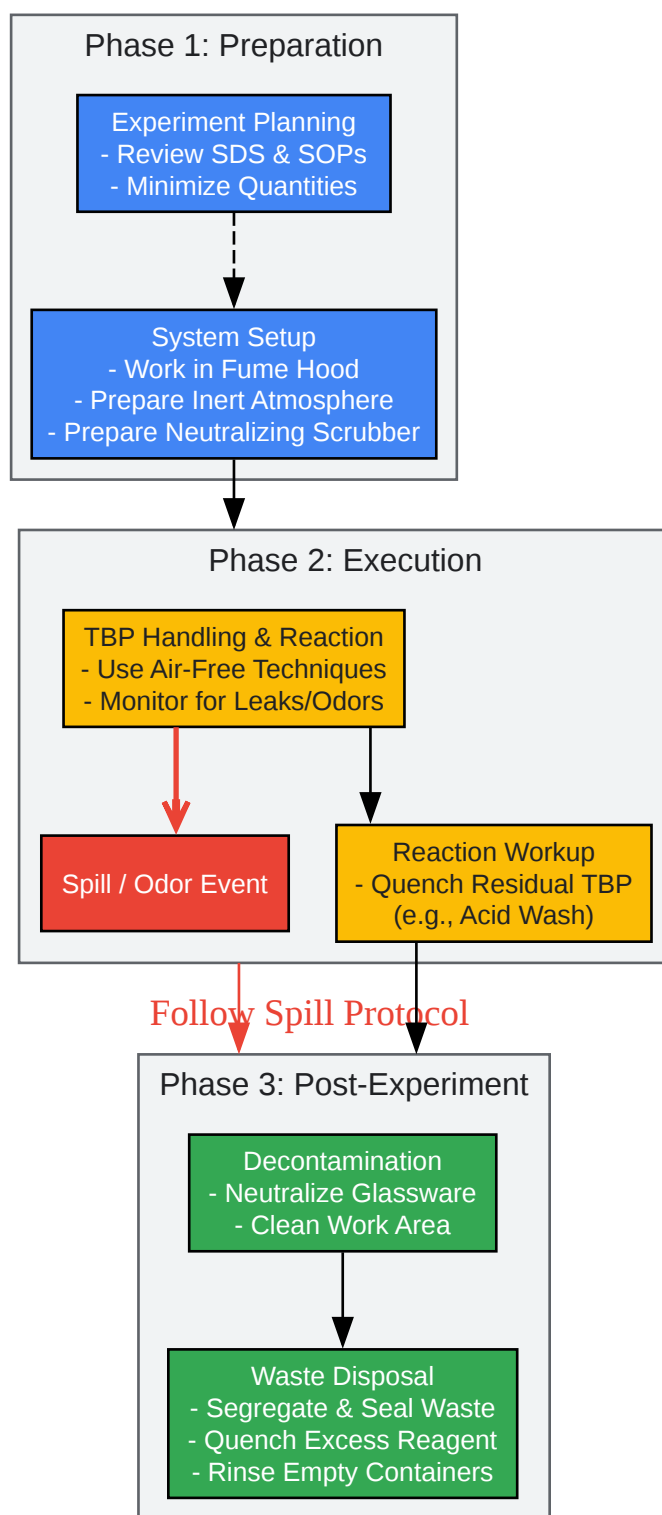 Phase 1: Preparation
Experiment Planning
- Review SDS & SOPs
- Minimize Quantities
System Setup
- Work in Fume Hood
- Prepare Inert Atmosphere
- Prepare Neutralizing Scrubber
Phase 2: Execution
TBP Handling & Reaction
- Use Air-Free Techniques
- Monitor for Leaks/Odors
Spill / Odor Event
Reaction Workup
- Quench Residual TBP
(e.g., Acid Wash)
Follow Spill Protocol
Phase 3: Post-Experiment
Decontamination
- Neutralize Glassware
- Clean Work Area
Waste Disposal
- Segregate & Seal Waste
- Quench Excess Reagent
- Rinse Empty Containers